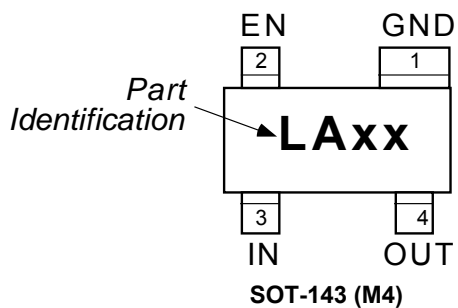 EN GND
2 1
Part
Identification
LAxx
3 4
IN OUT
SOT-143 (M4)